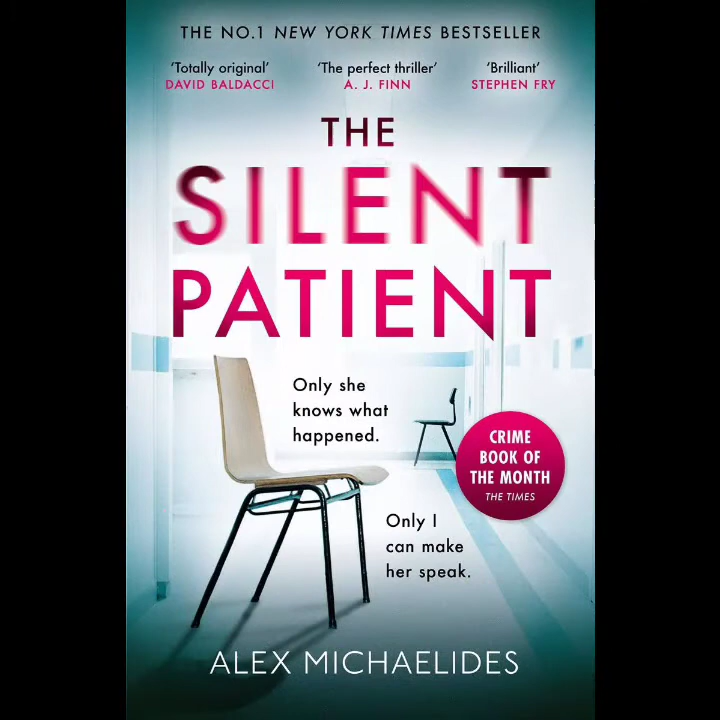 THE NO.1 NEW YORK TIMES BESTSELLER
'Totally original' 'The perfect thriller' 'Brilliant'
DAVID BALDACCI A. J. FINN STEPHEN FRY
THE
SILENT
PATIENT
Only she
knows what
happened.
CRIME
BOOK OF
THE MONTH
THE TIMES
Only I
can make
her speak.
ALEX MICHAELIDES